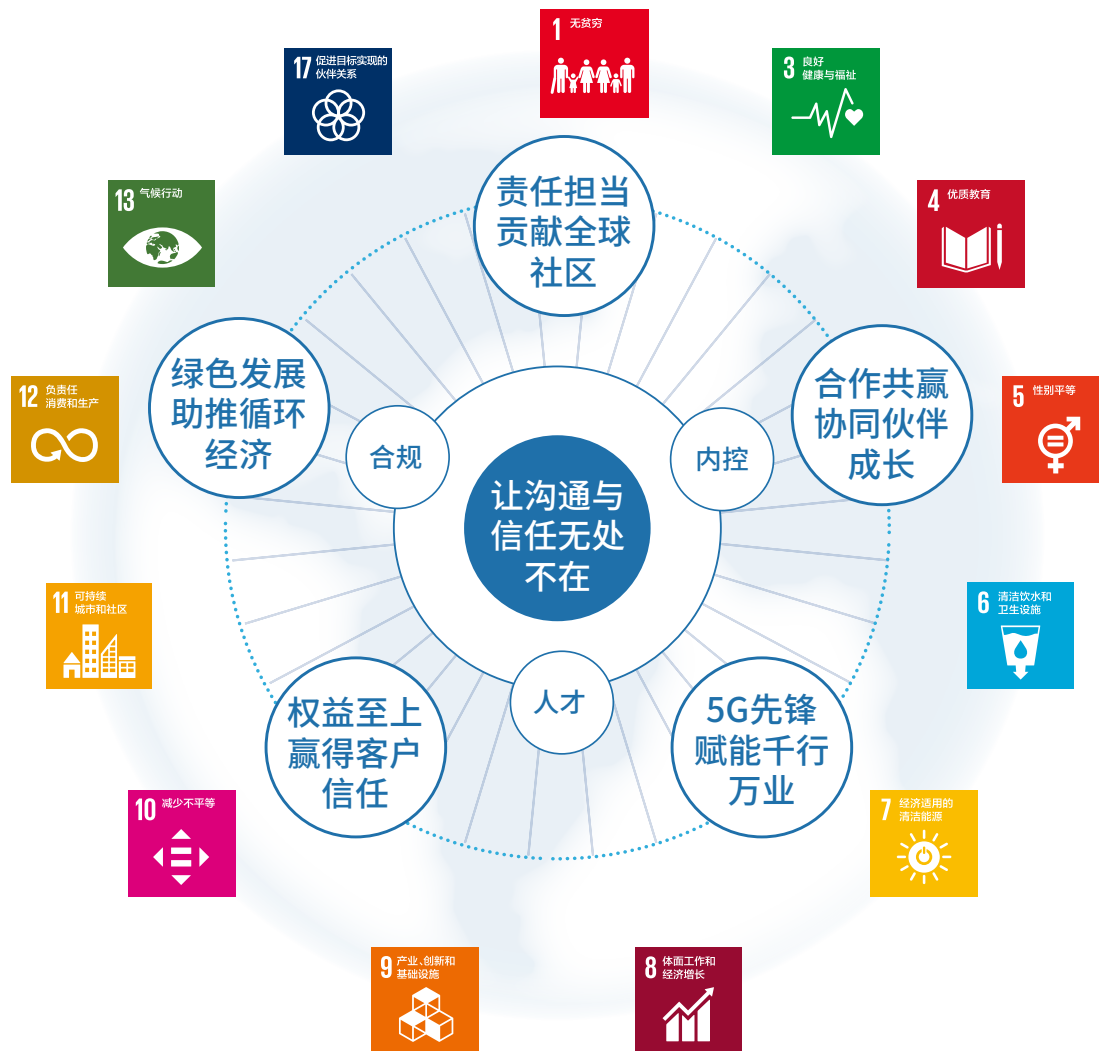 1
无贫穷
17
促进目标实现的
伙伴关系
3
良好
健康与福祉
13
气候行动
4
优质教育
责任担当
贡献全球
社区
绿色发展
助推循环
经济
合作共赢
协同伙伴
成长
12
负责任
消费和生产
5
性别平等
合规
内控
让沟通与
信任无处
不在
11
可持续
城市和社区
6
清洁饮水和
卫生设施
人才
权益至上
赢得客户
信任
5G先锋
赋能千行
万业
10
减少不平等
7
经济适用的
清洁能源
9
产业、创新和
基础设施
8
体面工作和
经济增长